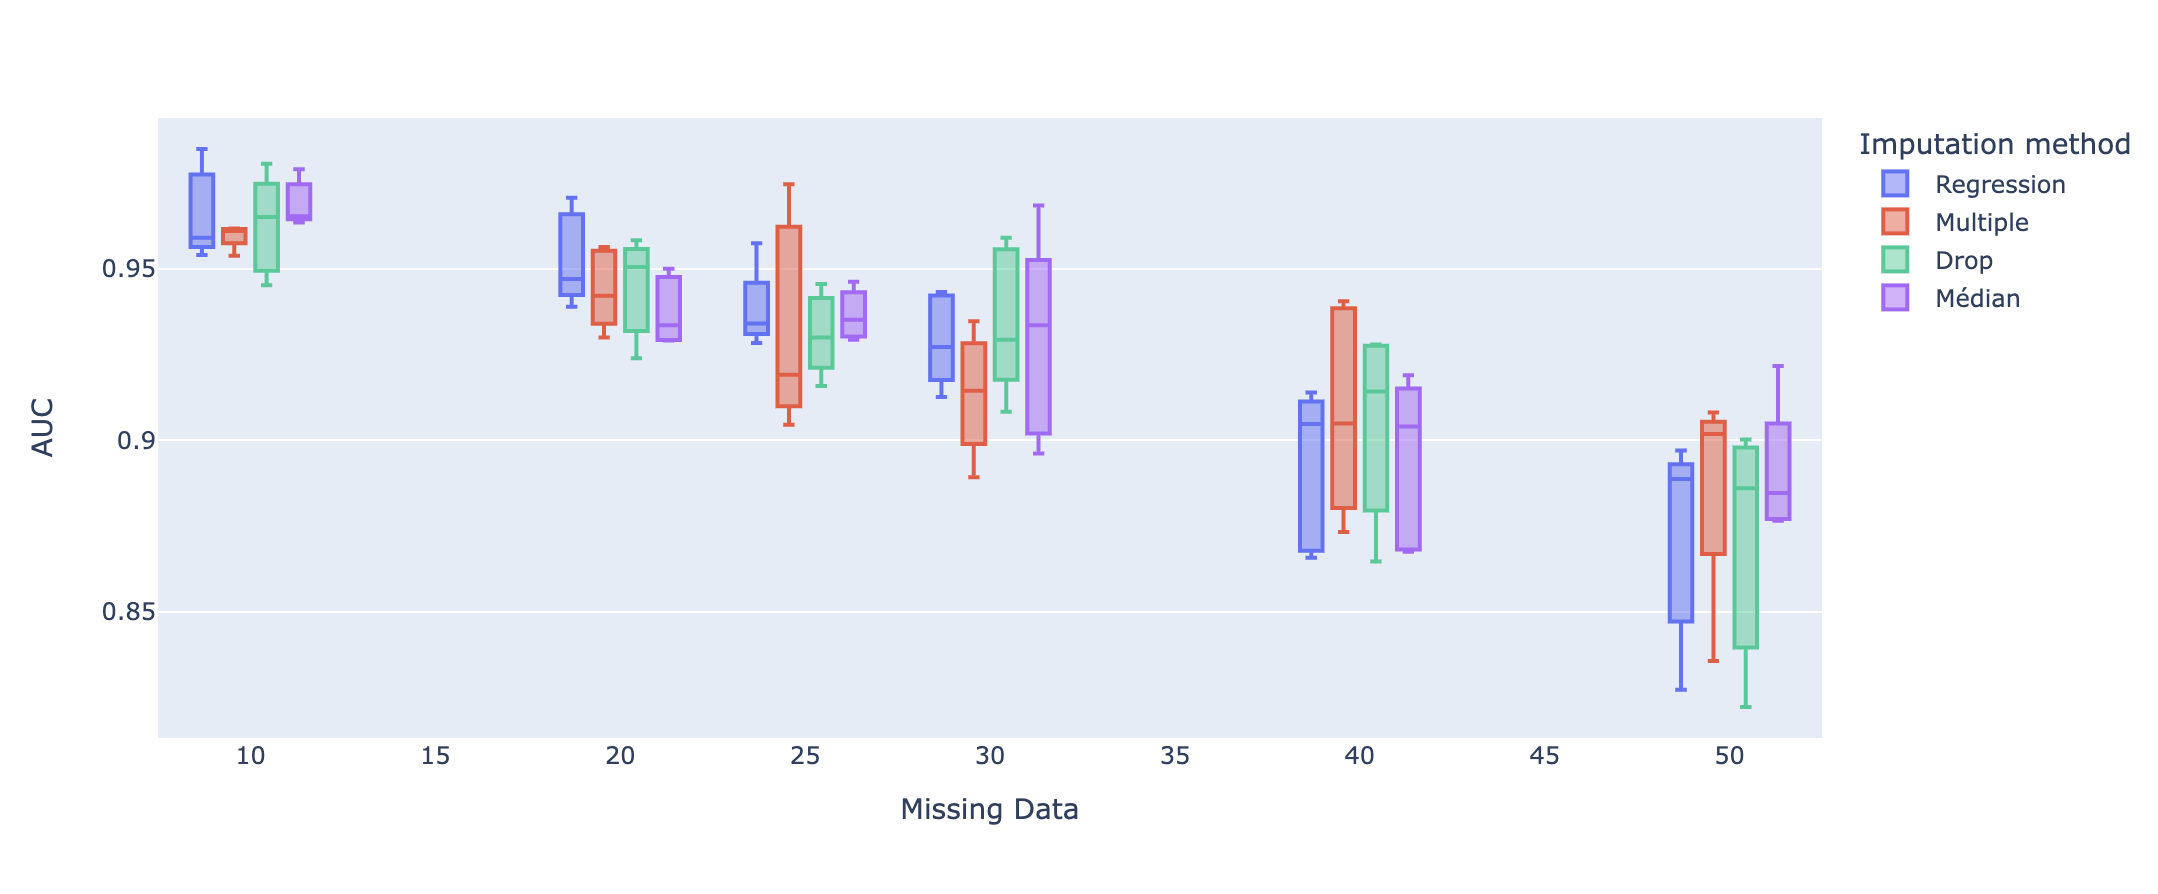 Imputation method
Regression
Multiple
Drop
Médian
AUC
0.95
0.9
0.85
10 15 20 25 30 35 40 45 50
Missing Data